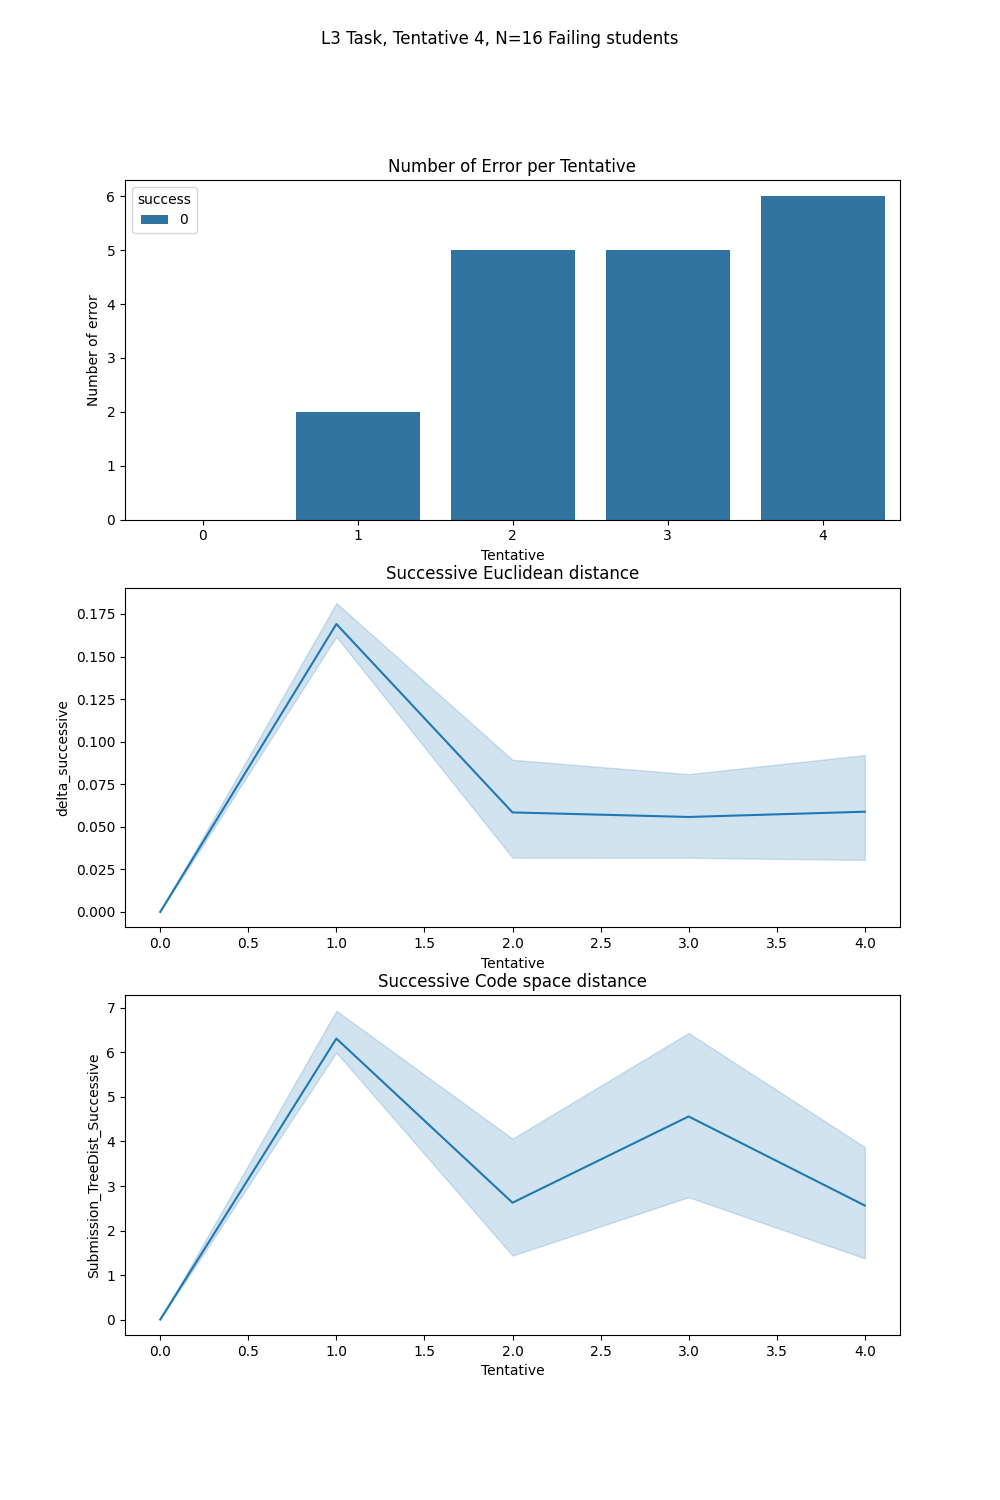 L3 Task, Tentative 4, N=16 Failing students
Number of Error per Tentative
success
0
6
5
4
3
2
1
0
Number of error
0 1 2 3 4
Tentative
Successive Euclidean distance
0.175
0.150
0.125
0.100
0.075
0.050
0.025
0.000
delta_successive
0.0 0.5 1.0 1.5 2.0 2.5 3.0 3.5 4.0
Tentative
Successive Code space distance
7
6
5
4
3
2
1
0
Submission_TreeDist_Successive
0.0 0.5 1.0 1.5 2.0 2.5 3.0 3.5 4.0
Tentative